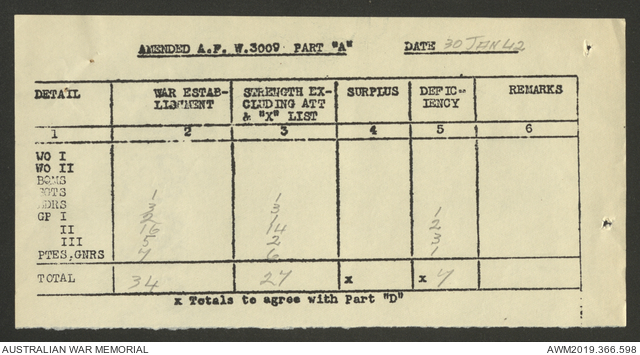 AMENDED A.F. W.3009 PART "A" DATE 30 JAN 42
DETAIL WAR ESTAB- STRENGTH EX- SURPLUS DEFIC- REMARKS
LISHMENT CLUDING ATT IENCY
& "X" LIST
1 2 3 4 5 6
WO I
WO II
BQMS
SGTS 1 1
BDRS 3 3
GP I 2 1 1
II 16 14 2
III 5 2 3
PTES,GNRS 7 6 1
TOTAL 34 27 x x 7
x Totals to agree with Part "D"
AUSTRALIAN WAR MEMORIAL AWM2019.366.598